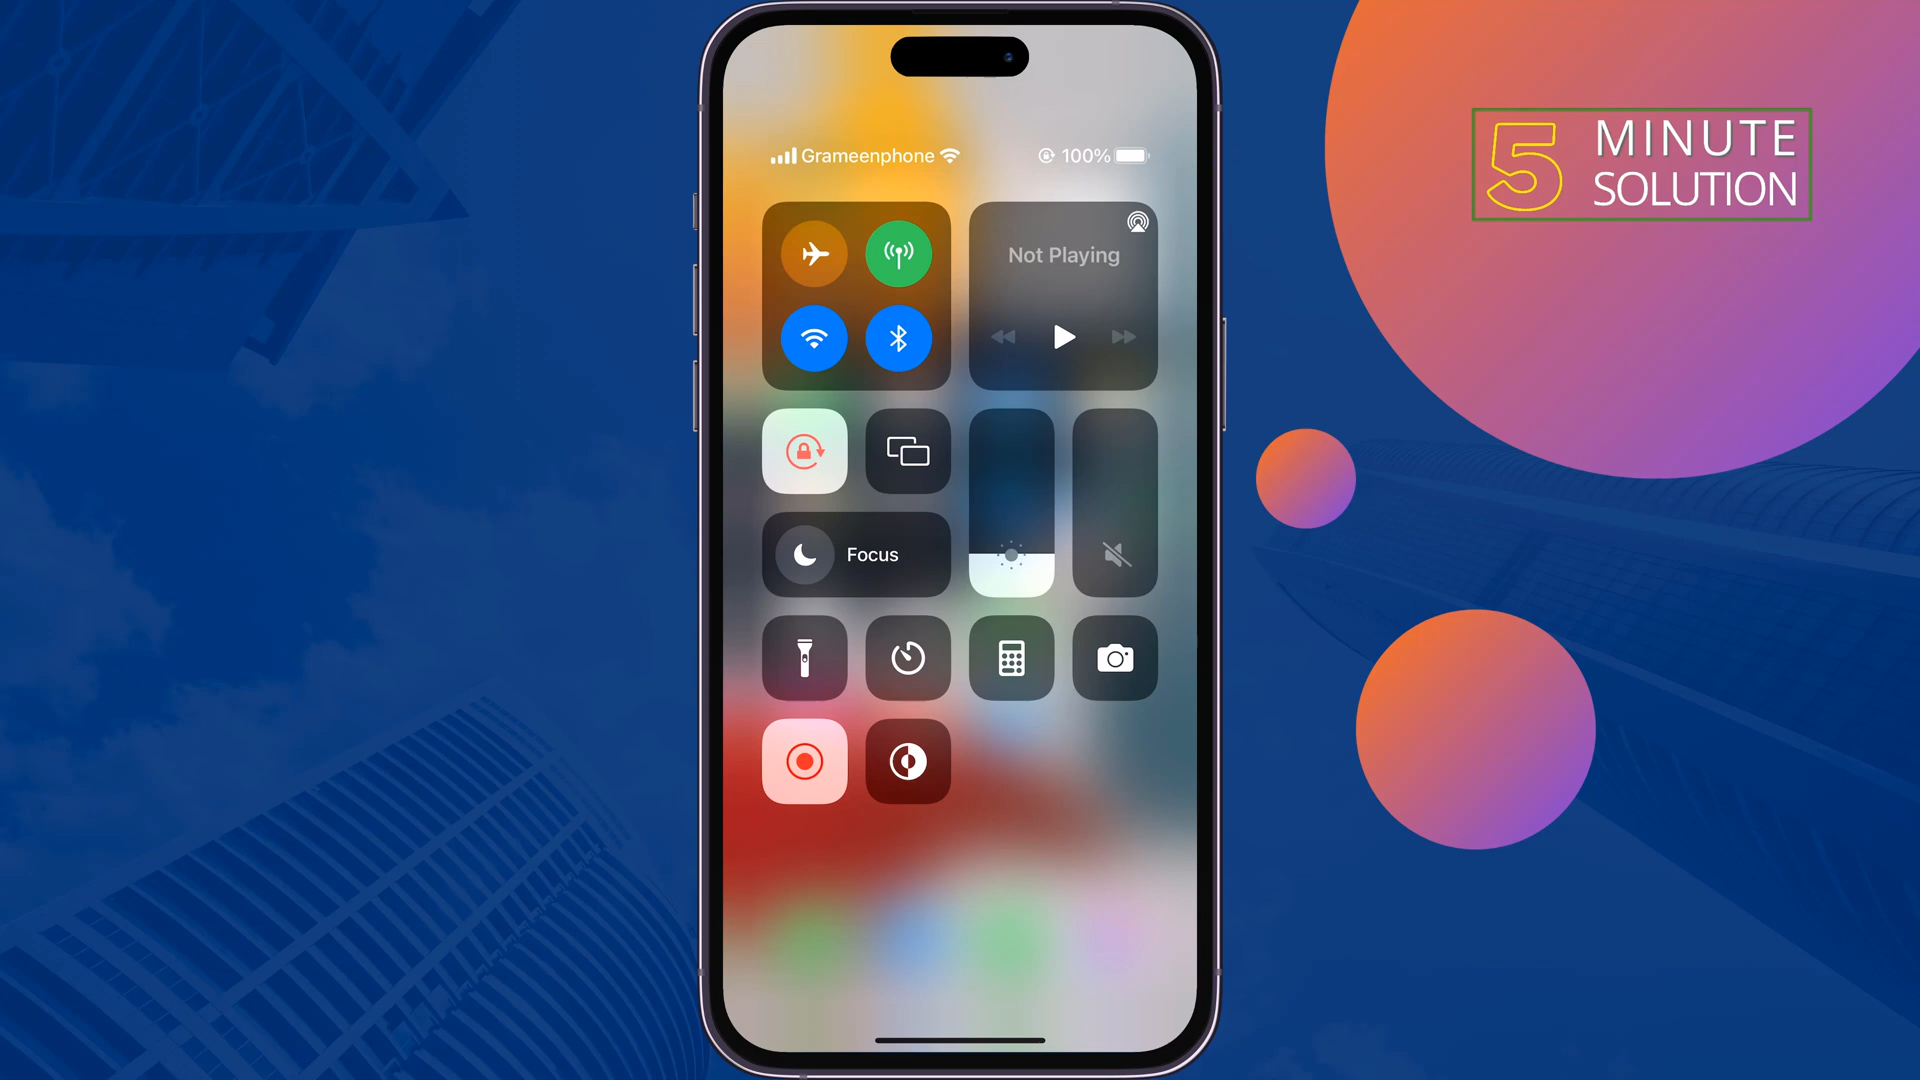 Grameenphone
100%
Not Playing
Focus
5 MINUTE
SOLUTION